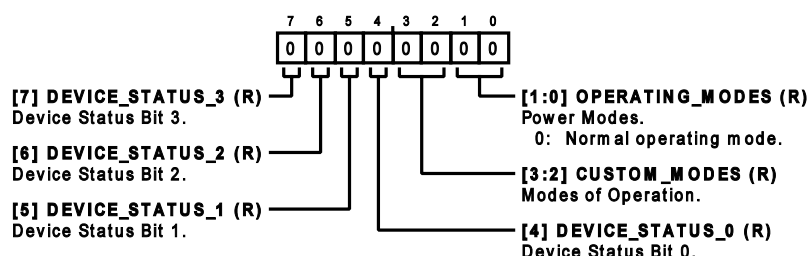 7 6 5 4 3 2 1 0
0 0 0 0 0 0 0 0
[7] DEVICE_STATUS_3 (R)
Device Status Bit 3.
[6] DEVICE_STATUS_2 (R)
Device Status Bit 2.
[5] DEVICE_STATUS_1 (R)
Device Status Bit 1.
[1:0] OPERATING_MODES (R)
Power Modes.
0: Normal operating mode.
[3:2] CUSTOM_MODES (R)
Modes of Operation.
[4] DEVICE_STATUS_0 (R)
Device Status Bit 0.